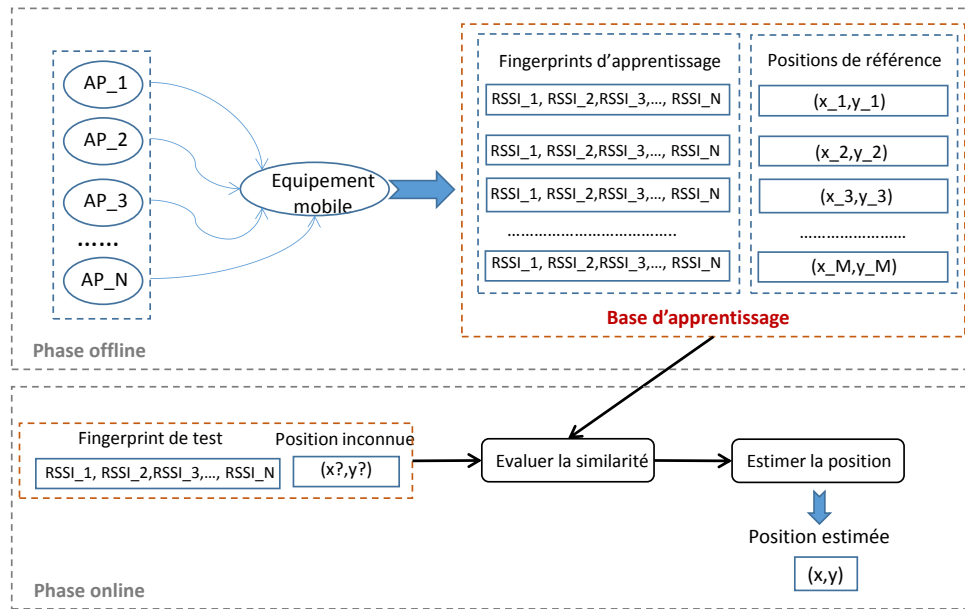 AP_1
AP_2
AP_3
......
AP_N
Equipement
mobile
Fingerprints d'apprentissage
RSSI_1, RSSI_2,RSSI_3,..., RSSI_N
RSSI_1, RSSI_2,RSSI_3,..., RSSI_N
RSSI_1, RSSI_2,RSSI_3,..., RSSI_N
………………………………..
RSSI_1, RSSI_2,RSSI_3,..., RSSI_N
Positions de référence
(x_1,y_1)
(x_2,y_2)
(x_3,y_3)
……………………
(x_M,y_M)
Base d'apprentissage
Phase offline
Fingerprint de test
RSSI_1, RSSI_2,RSSI_3,..., RSSI_N
Position inconnue
(x?,y?)
Evaluer la similarité
Estimer la position
Position estimée
(x,y)
Phase online